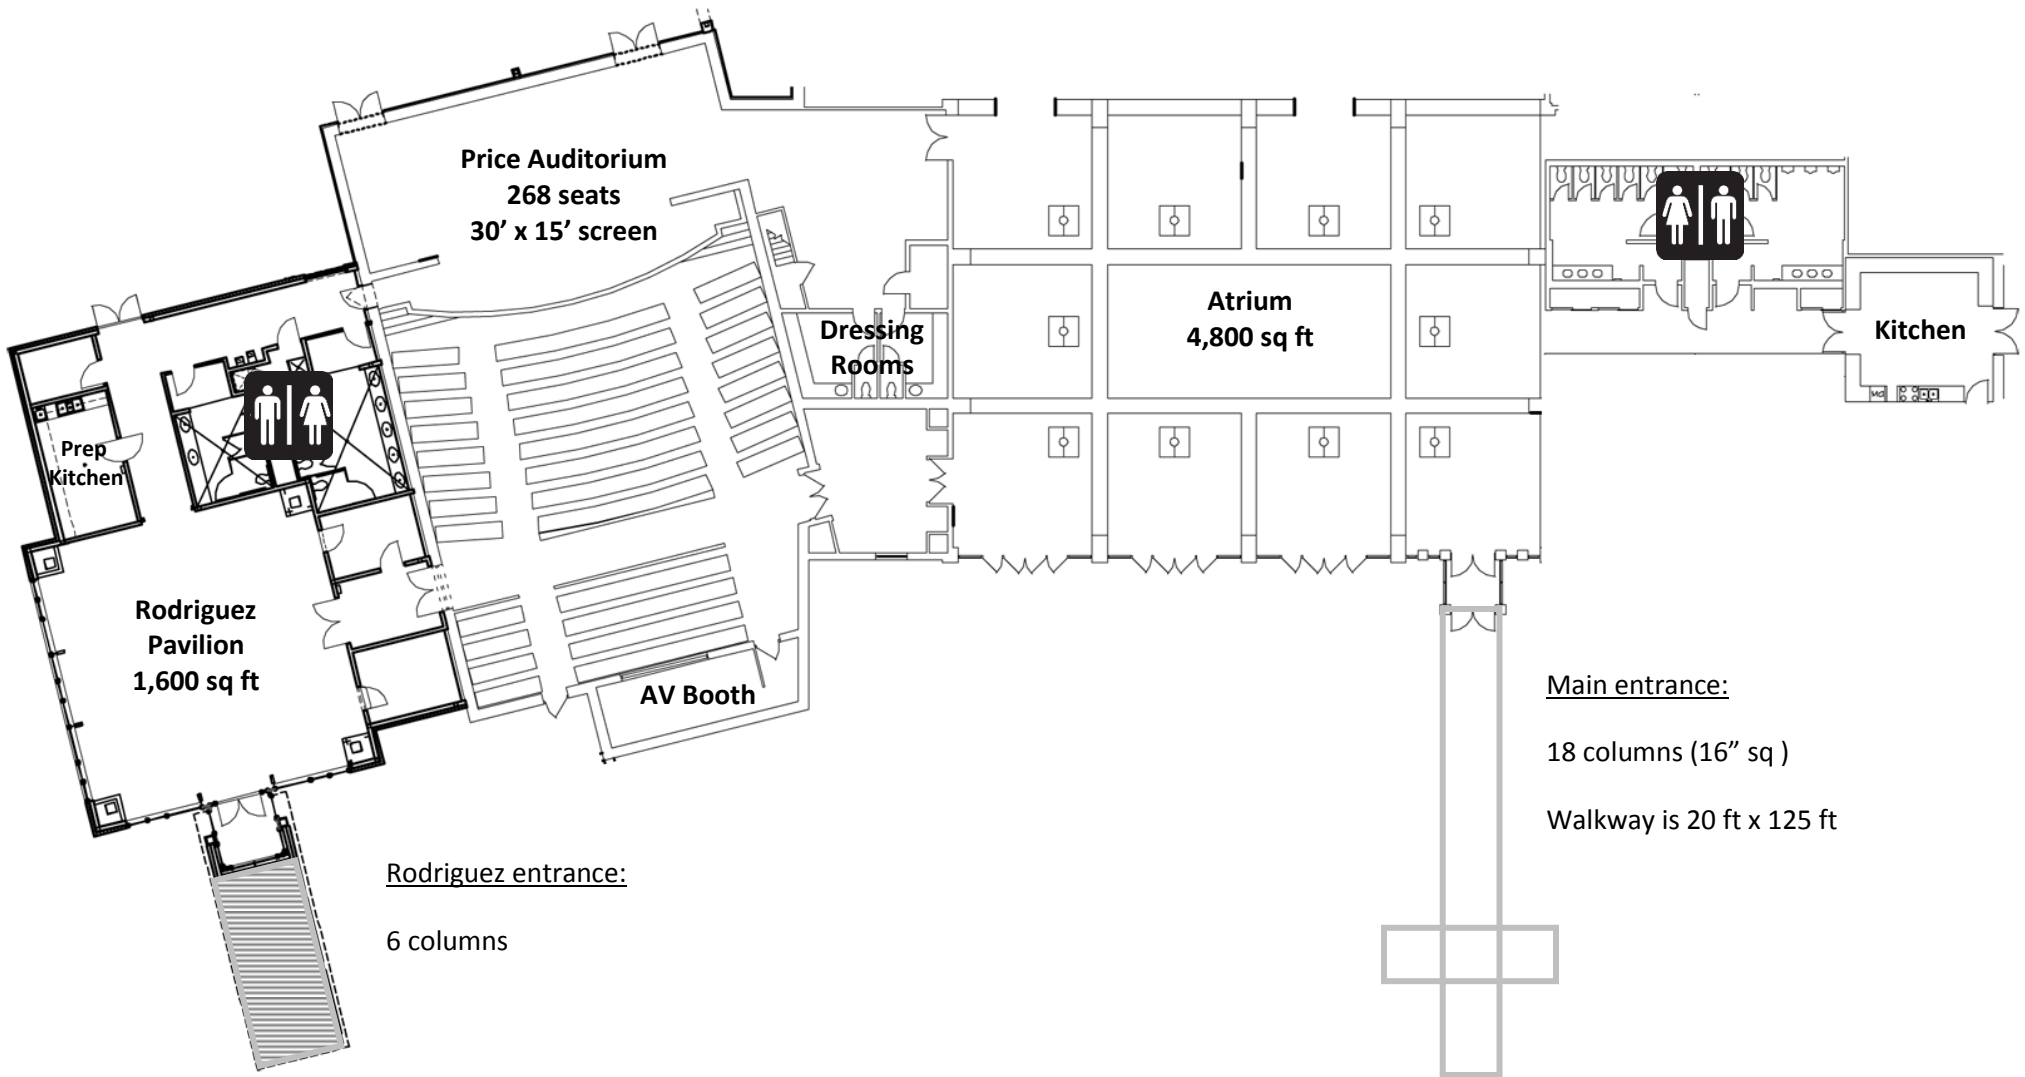 Price Auditorium
268 seats
30’ x 15’ screen
Dressing
Rooms
Atrium
4,800 sq ft
Kitchen
Prep
Kitchen
Rodriguez
Pavilion
1,600 sq ft
AV Booth
Main entrance:
18 columns (16” sq )
Walkway is 20 ft x 125 ft
Rodriguez entrance:
6 columns